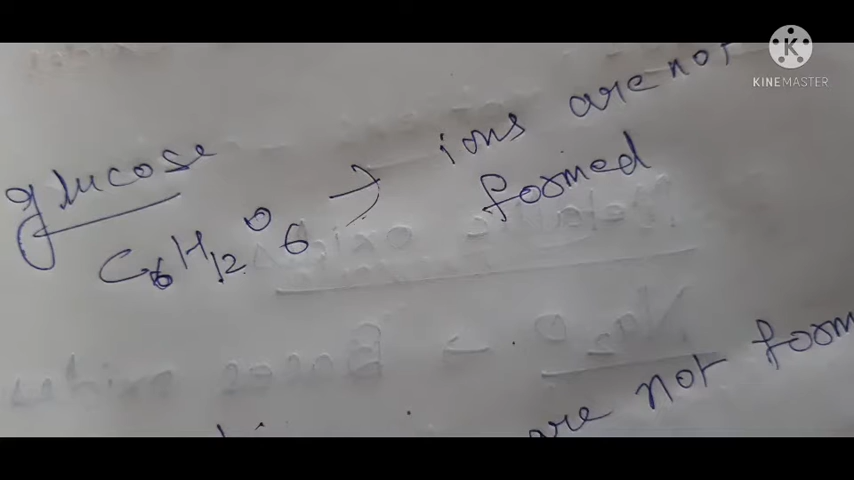 glucose
C6H12O6 → ions are not
formed
are not form
KINEMASTER